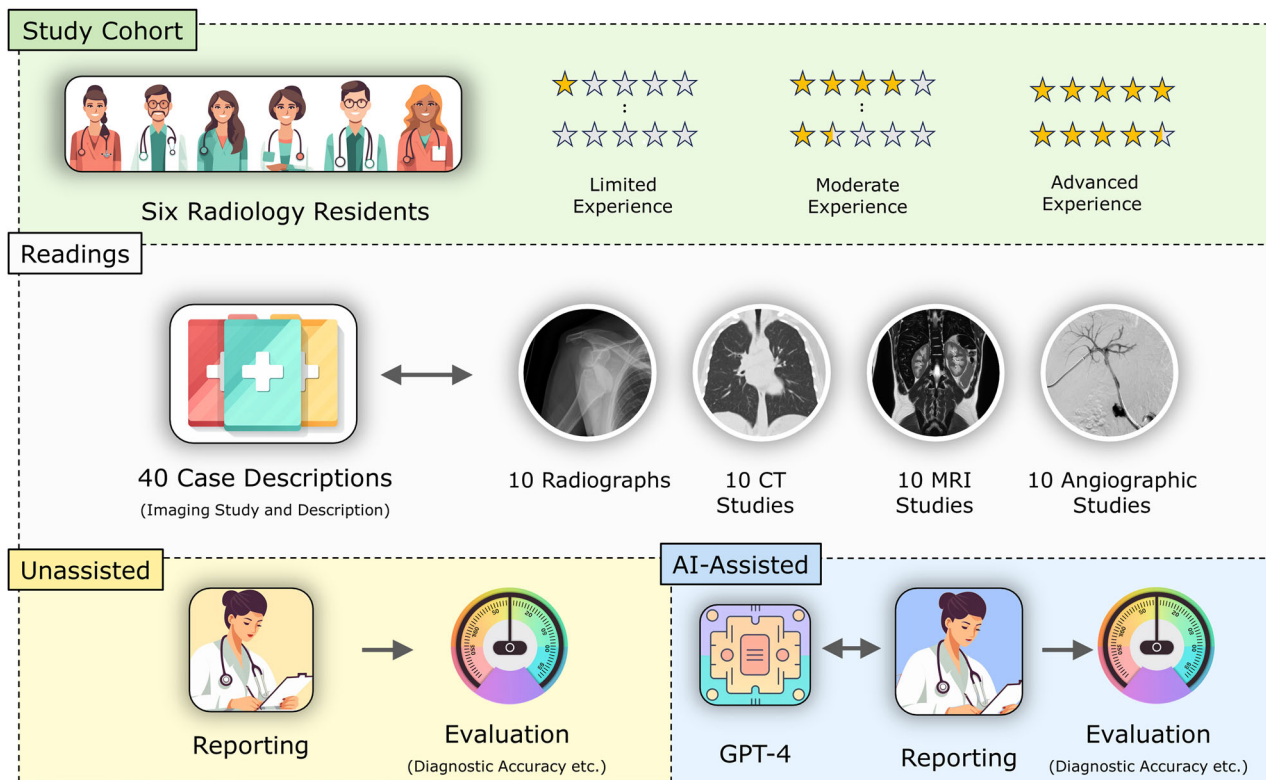 Study Cohort
Six Radiology Residents
:
Limited
Experience
:
Moderate
Experience
Advanced
Experience
Readings
40 Case Descriptions
(Imaging Study and Description)
10 Radiographs
10 CT
Studies
10 MRI
Studies
10 Angiographic
Studies
Unassisted
Reporting
Evaluation
(Diagnostic Accuracy etc.)
AI-Assisted
GPT-4
Reporting
Evaluation
(Diagnostic Accuracy etc.)